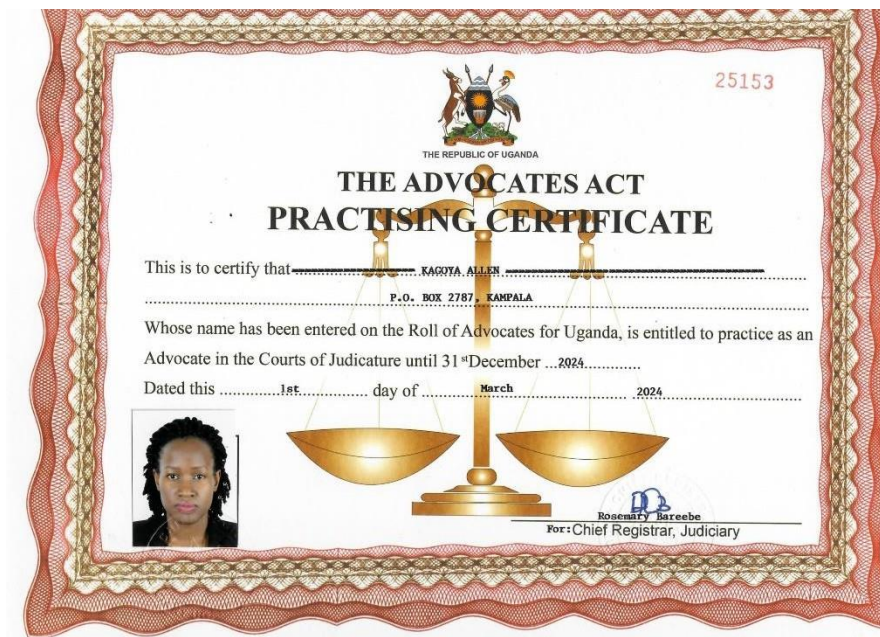 25153
THE REPUBLIC OF UGANDA
THE ADVOCATES ACT
PRACTISING CERTIFICATE
This is to certify that KAGOYA ALLEN
P.O. BOX 2787, KAMPALA
Whose name has been entered on the Roll of Advocates for Uganda, is entitled to practice as an
Advocate in the Courts of Judicature until 31st December 2024
Dated this 1st day of March 2024
Rosemary Bareebe
For: Chief Registrar, Judiciary